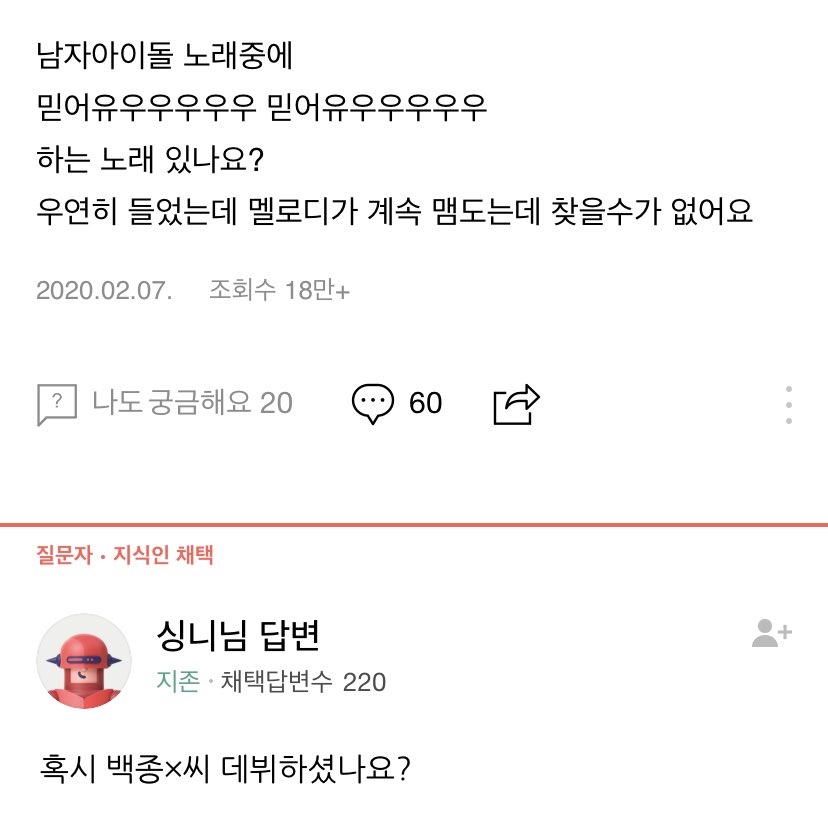 남자아이돌 노래중에
믿어유우우우우우 믿어유우우우우우
하는 노래 있나요?
우연히 들었는데 멜로디가 계속 맴도는데 찾을수가 없어요
2020.02.07. 조회수 18만+
? 나도 궁금해요 20 60
질문자 · 지식인 채택
싱니님 답변
지존 · 채택답변수 220
혹시 백종×씨 데뷔하셨나요?